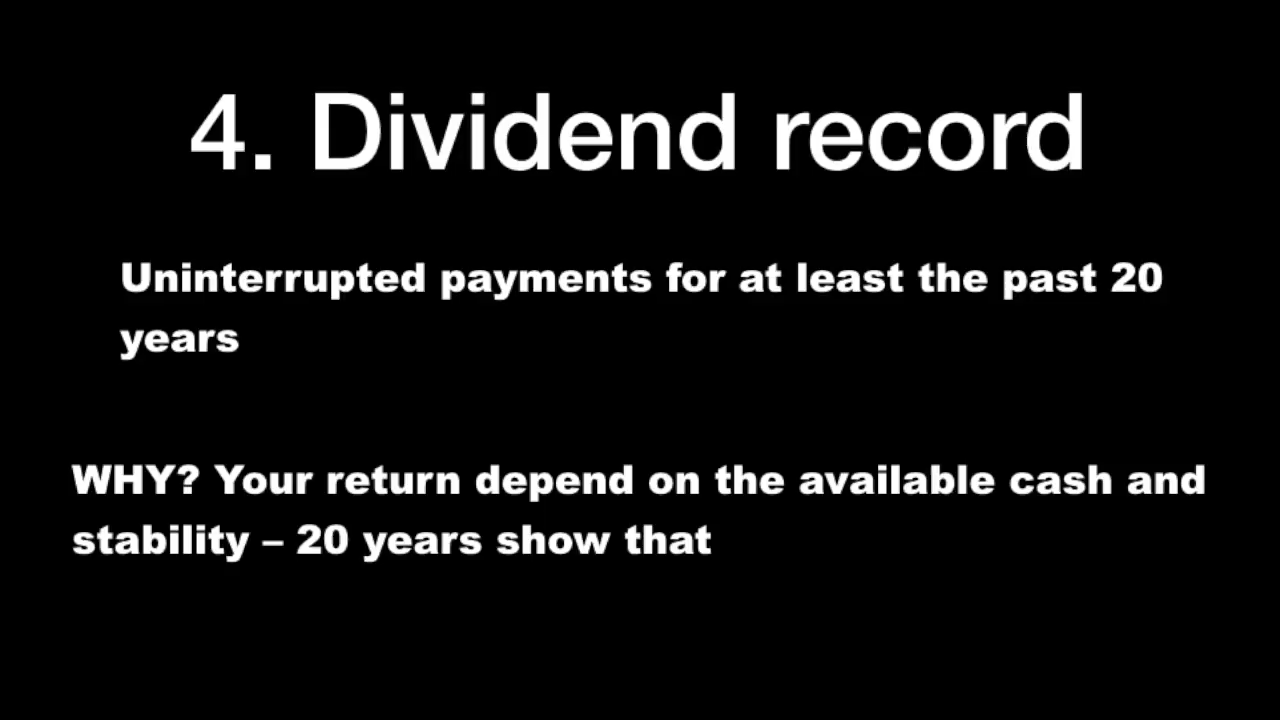 4. Dividend record
Uninterrupted payments for at least the past 20
years
WHY? Your return depend on the available cash and
stability – 20 years show that